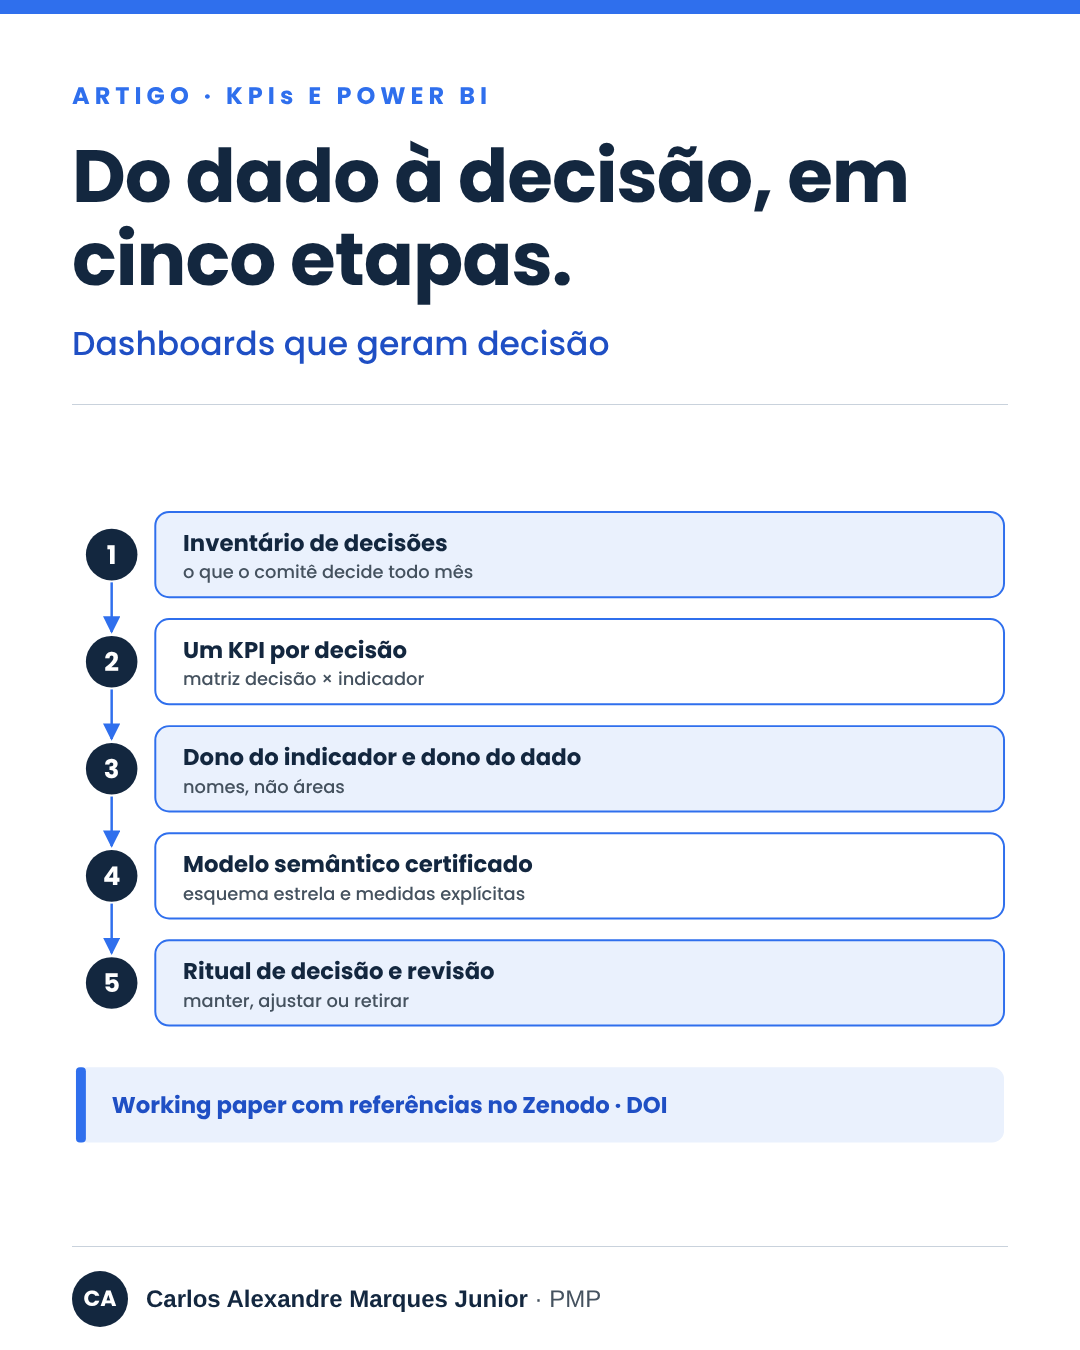 ARTIGO · KPIs E POWER BI
Do dado à decisão, em
cinco etapas.
Dashboards que geram decisão
1
Inventário de decisões
o que o comitê decide todo mês
2
Um KPI por decisão
matriz decisão × indicador
3
Dono do indicador e dono do dado
nomes, não áreas
4
Modelo semântico certificado
esquema estrela e medidas explícitas
5
Ritual de decisão e revisão
manter, ajustar ou retirar
Working paper com referências no Zenodo · DOI
CA
Carlos Alexandre Marques Junior · PMP